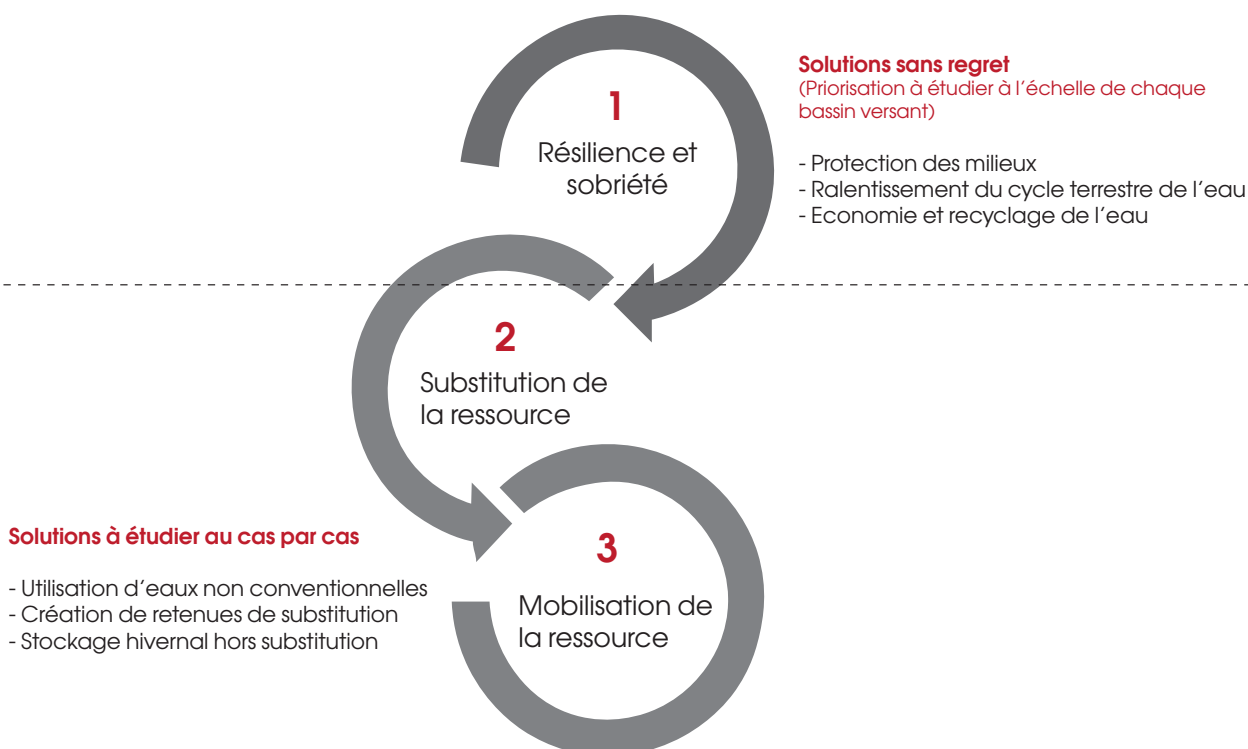 1
Résilience et
sobriété
Solutions sans regret
(Priorisation à étudier à l'échelle de chaque
bassin versant)
- Protection des milieux
- Ralentissement du cycle terrestre de l'eau
- Economie et recyclage de l'eau
2
Substitution de
la ressource
Solutions à étudier au cas par cas
- Utilisation d'eaux non conventionnelles
- Création de retenues de substitution
- Stockage hivernal hors substitution
3
Mobilisation de
la ressource